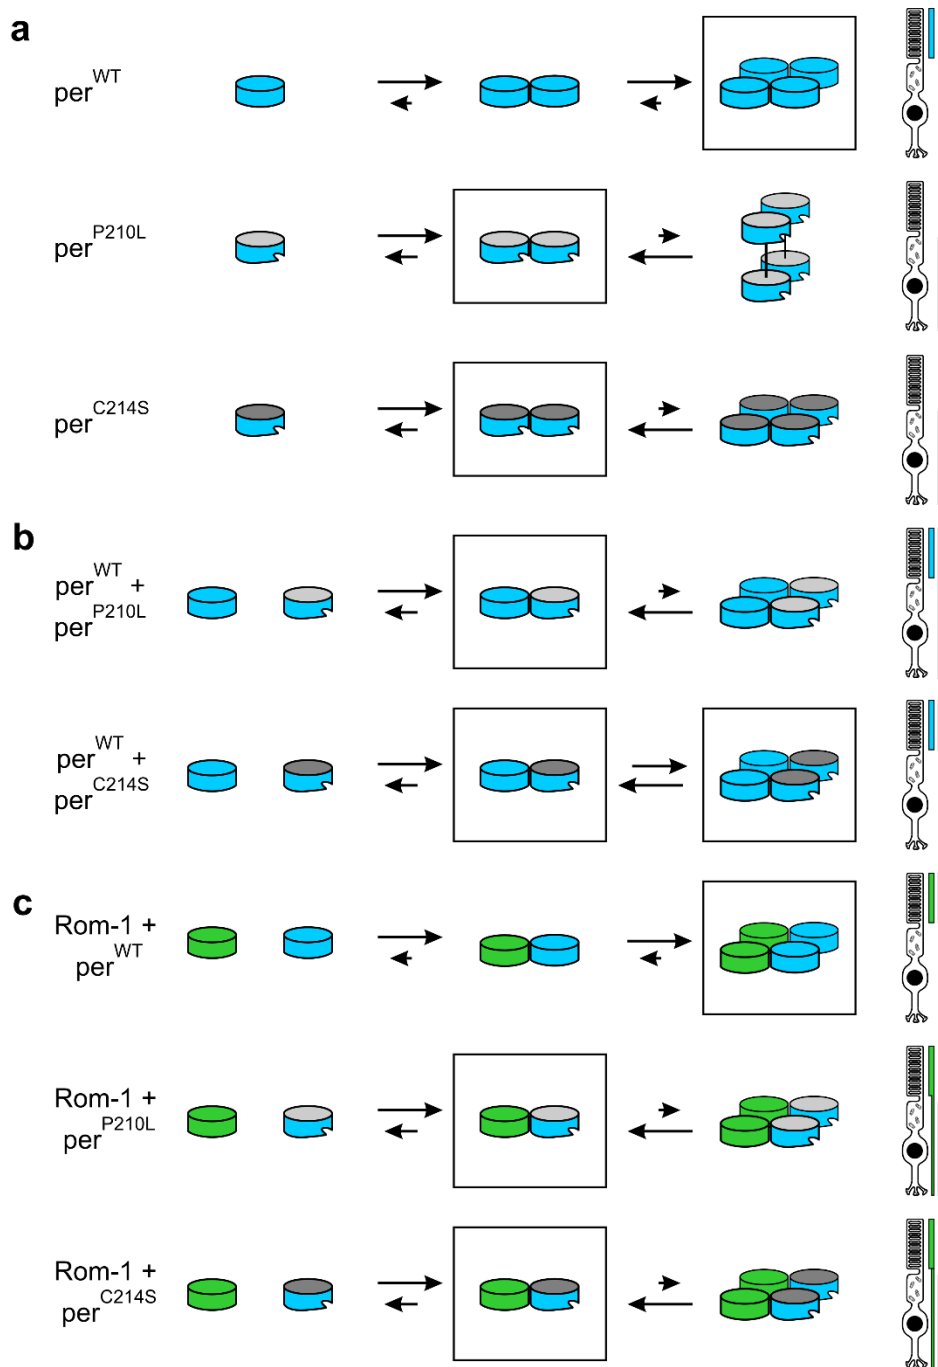 a
per^WT
per^P210L
per^C214S
b
per^WT +
per^P210L
per^WT +
per^C214S
c
Rom-1 +
per^WT
Rom-1 +
per^P210L
Rom-1 +
per^C214S